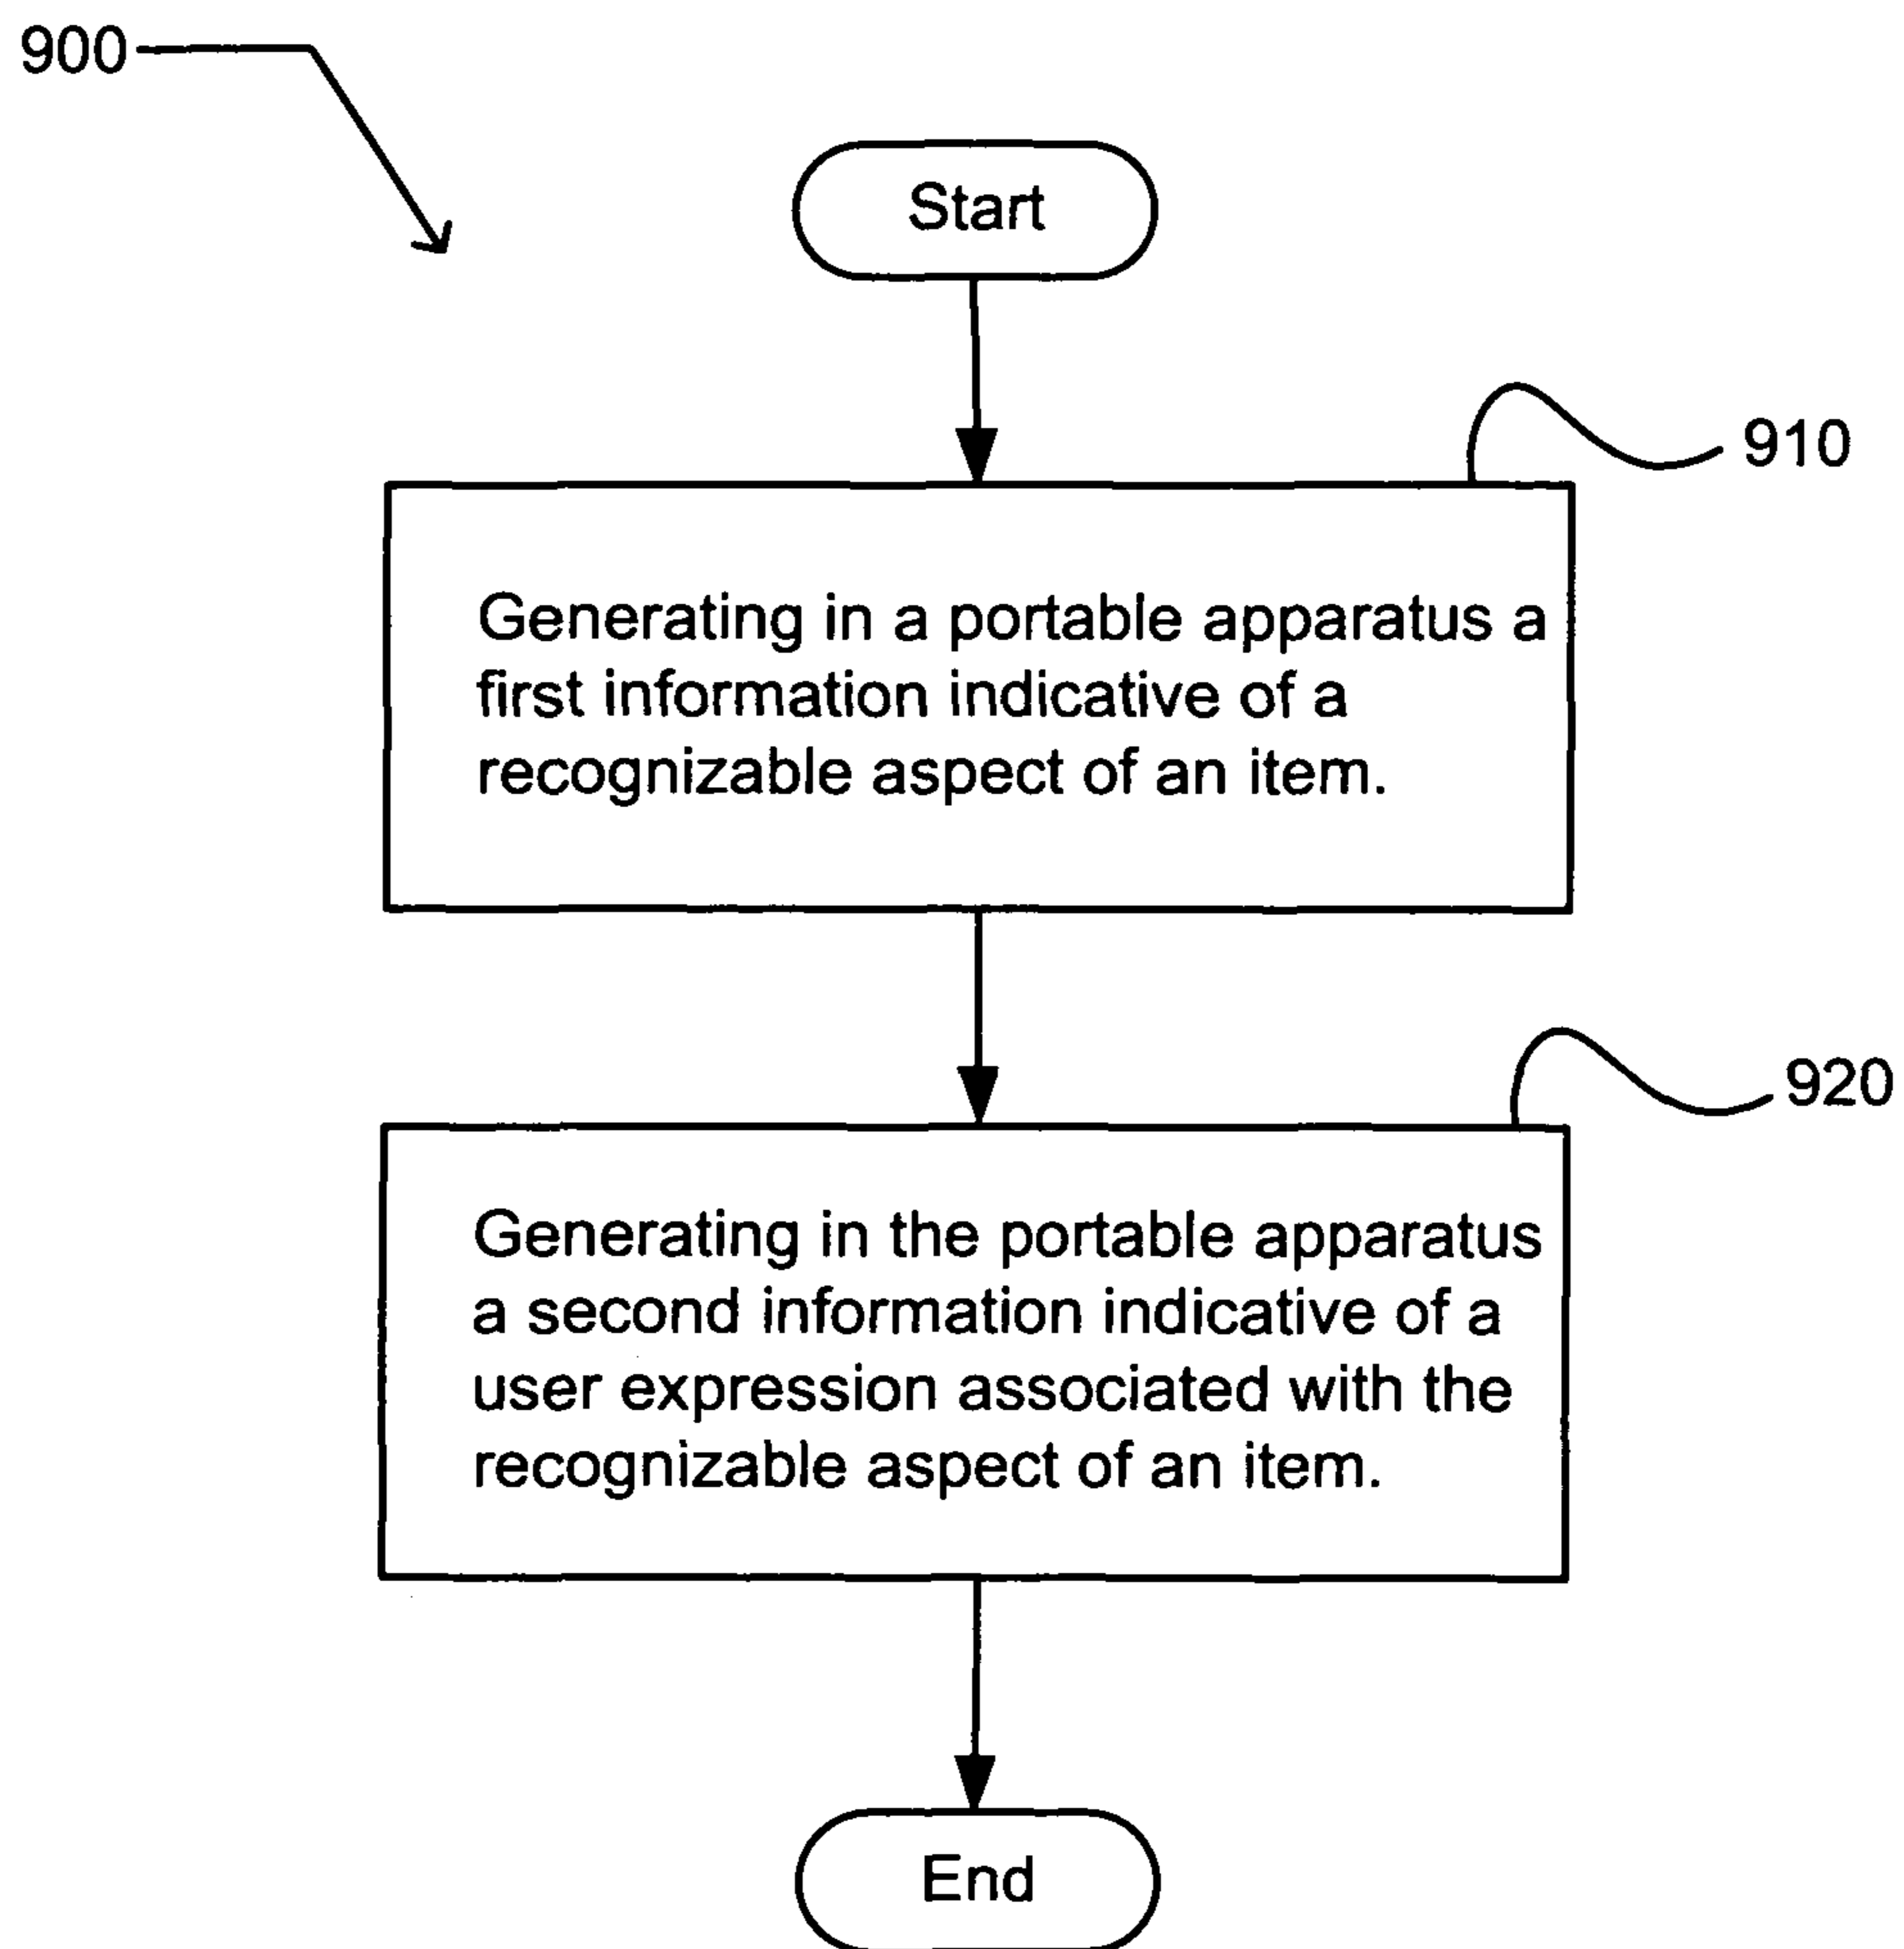 900
Start
910
Generating in a portable apparatus a
first information indicative of a
recognizable aspect of an item.
920
Generating in the portable apparatus
a second information indicative of a
user expression associated with the
recognizable aspect of an item.
End